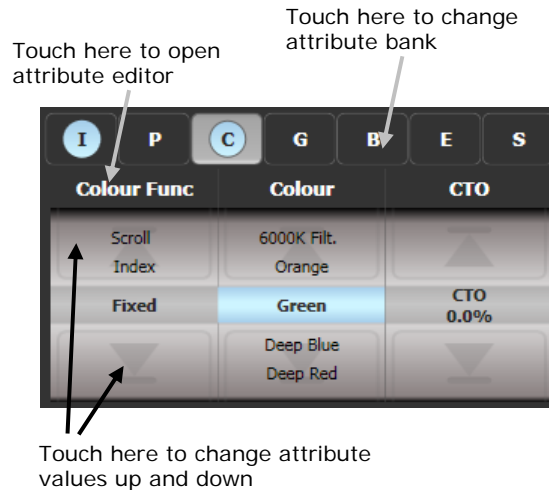 Touch here to change
attribute bank
Touch here to open
attribute editor
I P C G B E S
Colour Func Colour CTO
Scroll 6000K Filt.
Index Orange
Fixed Green CTO
0.0%
Deep Blue
Deep Red
Touch here to change attribute
values up and down